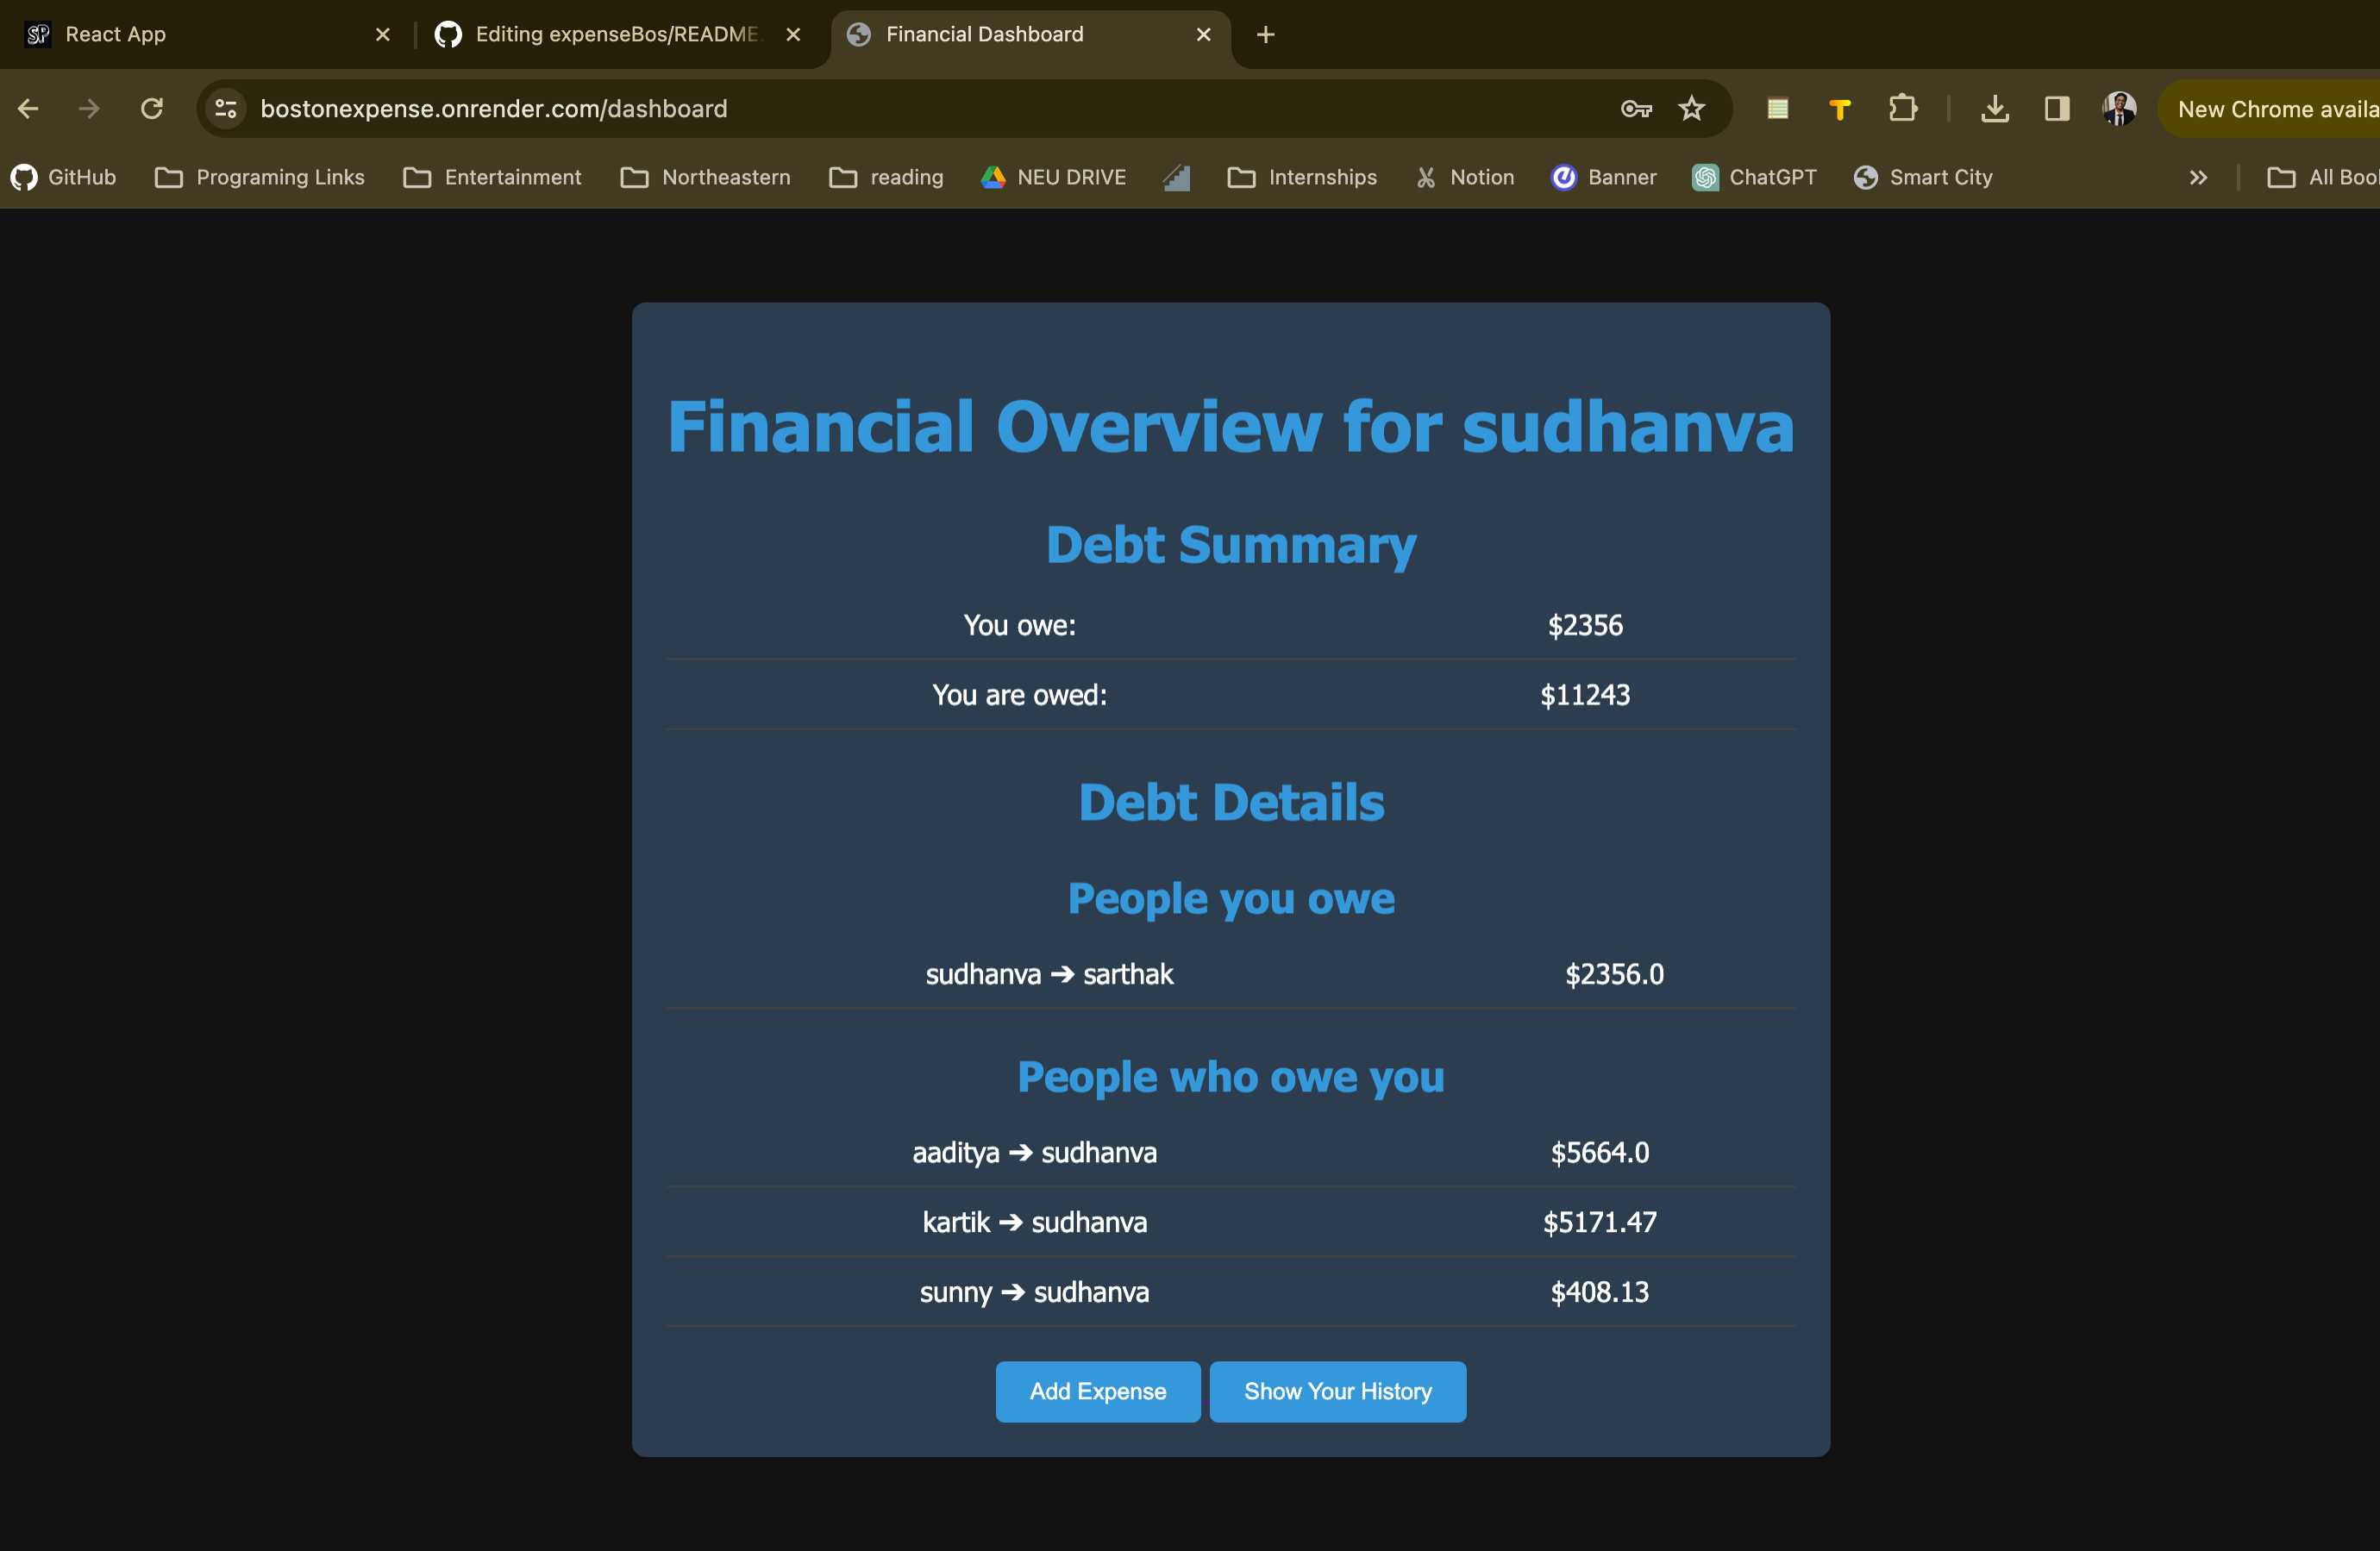 SP React App
Editing expenseBos/README.
Financial Dashboard
bostonexpense.onrender.com/dashboard
New Chrome availa
GitHub Programing Links Entertainment Northeastern reading NEU DRIVE Internships Notion Banner ChatGPT Smart City All Boo
Financial Overview for sudhanva
Debt Summary
You owe: $2356
You are owed: $11243
Debt Details
People you owe
sudhanva ➔ sarthak $2356.0
People who owe you
aaditya ➔ sudhanva $5664.0
kartik ➔ sudhanva $5171.47
sunny ➔ sudhanva $408.13
Add Expense Show Your History